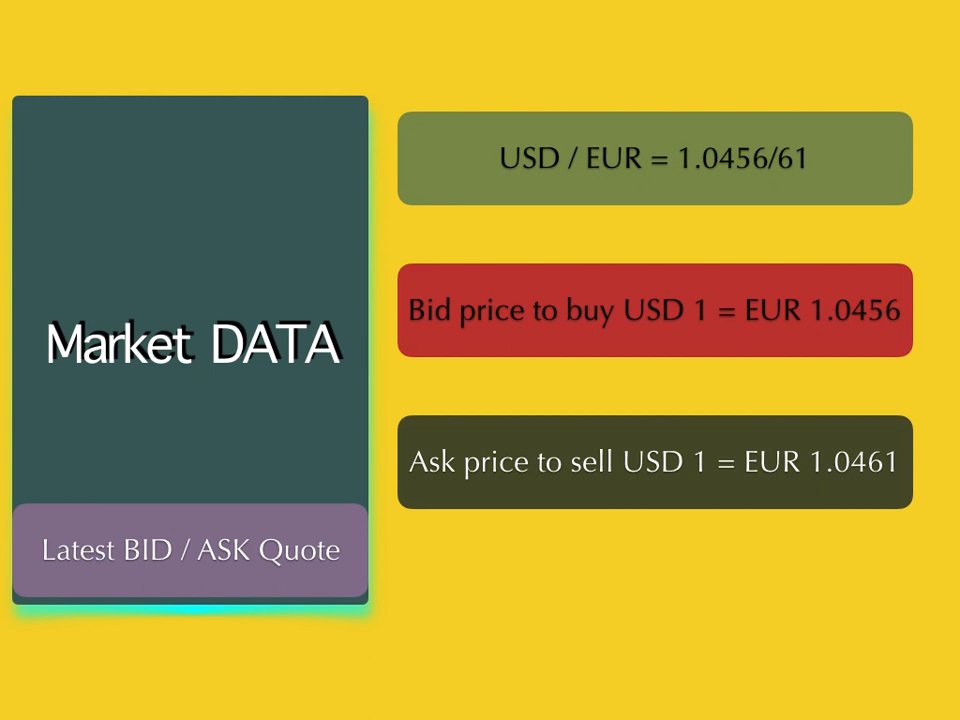 Market DATA
Latest BID / ASK Quote
USD / EUR = 1.0456/61
Bid price to buy USD 1 = EUR 1.0456
Ask price to sell USD 1 = EUR 1.0461